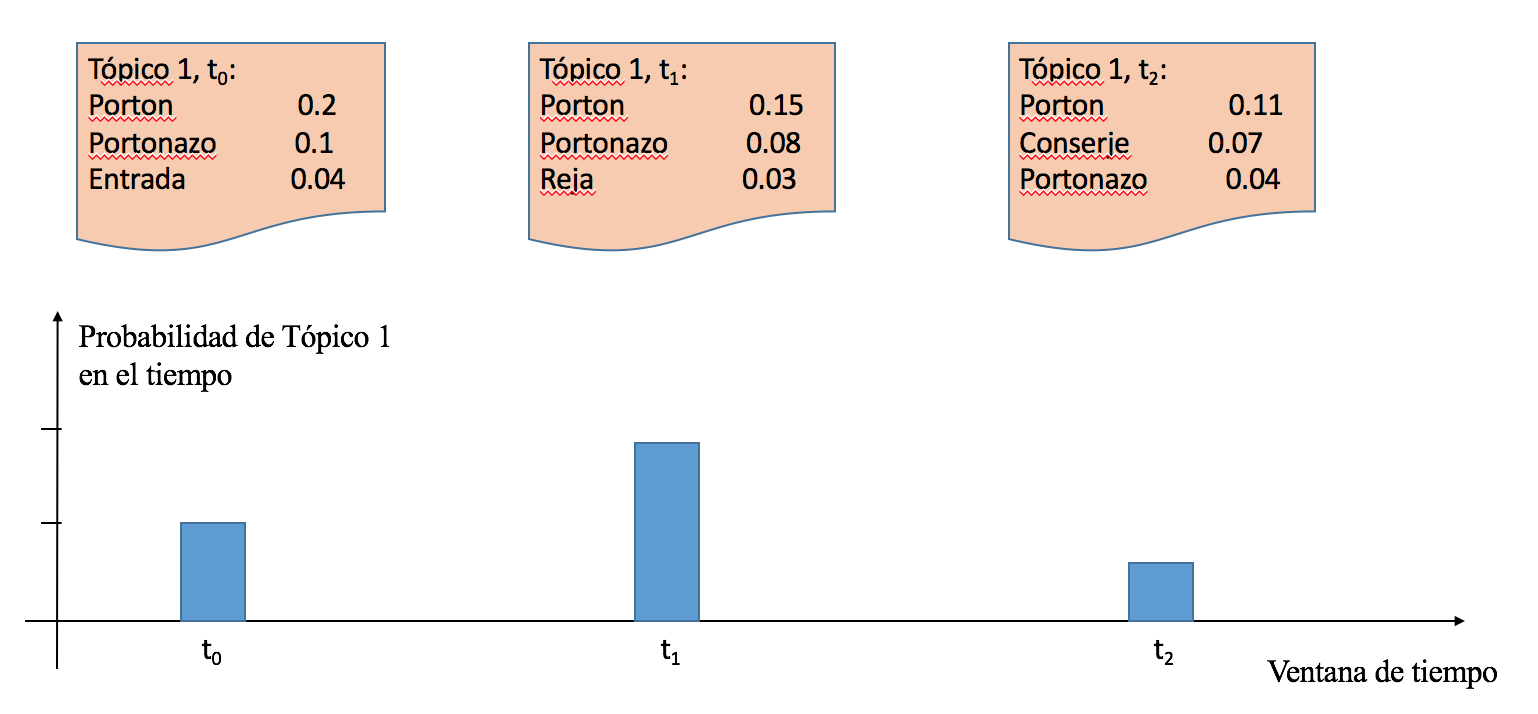 Tópico 1, t0:
Porton 0.2
Portonazo 0.1
Entrada 0.04
Tópico 1, t1:
Porton 0.15
Portonazo 0.08
Reja 0.03
Tópico 1, t2:
Porton 0.11
Conserje 0.07
Portonazo 0.04
Probabilidad de Tópico 1
en el tiempo
t0
t1
t2
Ventana de tiempo